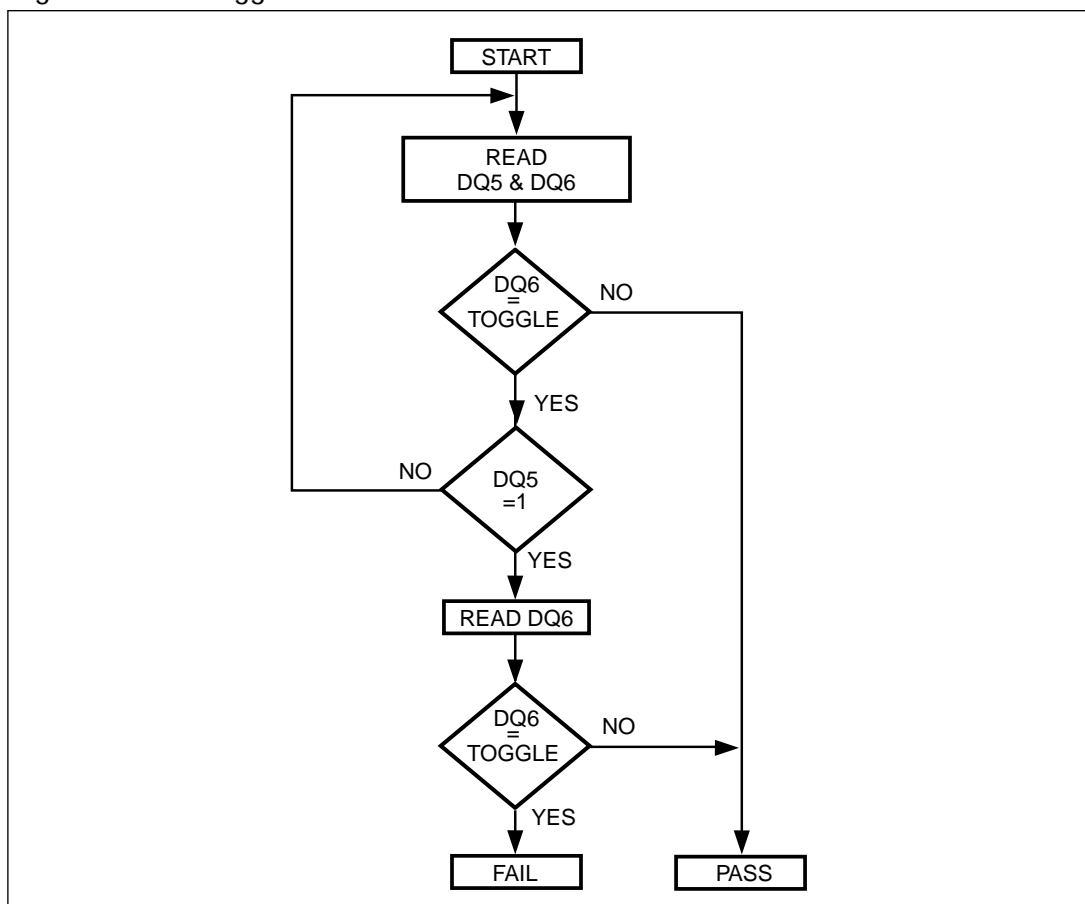 START
READ
DQ5 & DQ6
DQ6
=
TOGGLE
NO
YES
DQ5
=1
NO
YES
READ DQ6
DQ6
=
TOGGLE
NO
YES
FAIL
PASS